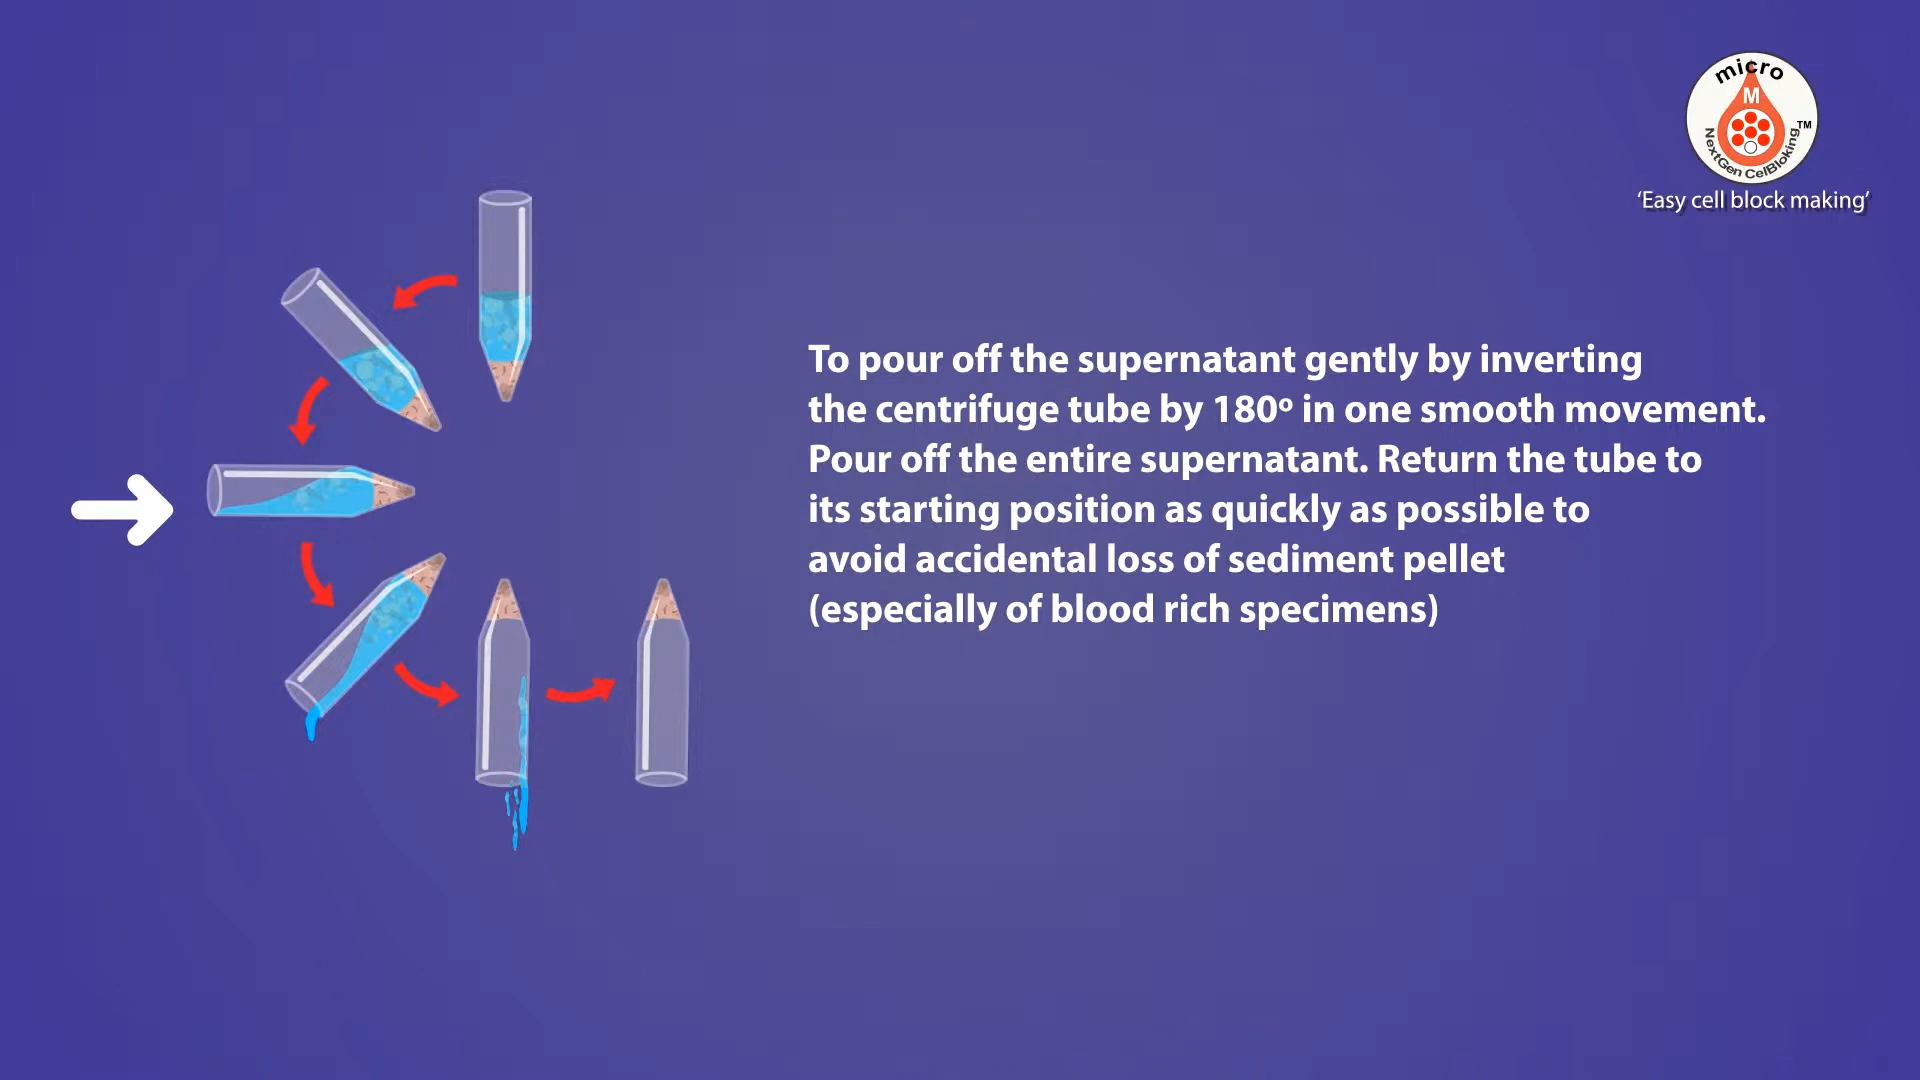 micro
M
NextGen CelBloking
TM
‘Easy cell block making’
To pour off the supernatant gently by inverting
the centrifuge tube by 180º in one smooth movement.
Pour off the entire supernatant. Return the tube to
its starting position as quickly as possible to
avoid accidental loss of sediment pellet
(especially of blood rich specimens)